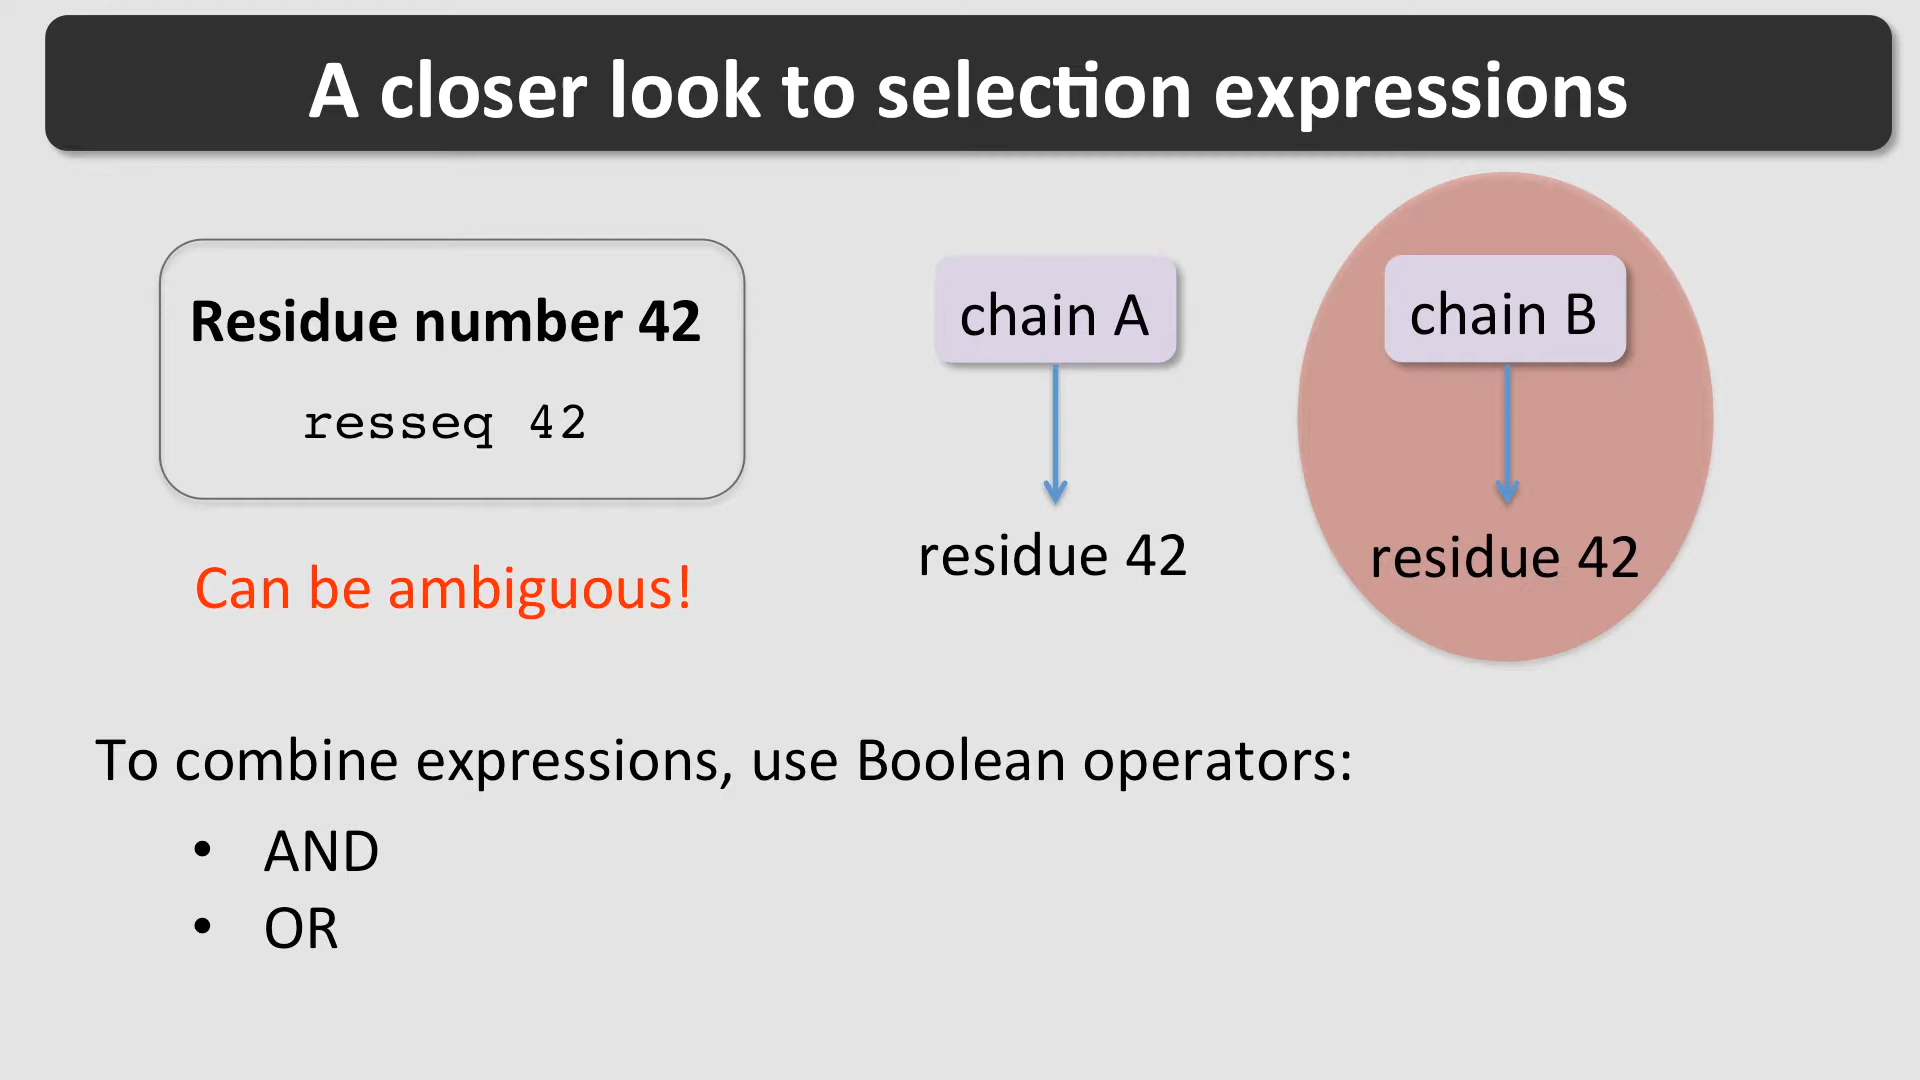 A closer look to selection expressions
Residue number 42
resseq 42
Can be ambiguous!
chain A
residue 42
chain B
residue 42
To combine expressions, use Boolean operators:
• AND
• OR